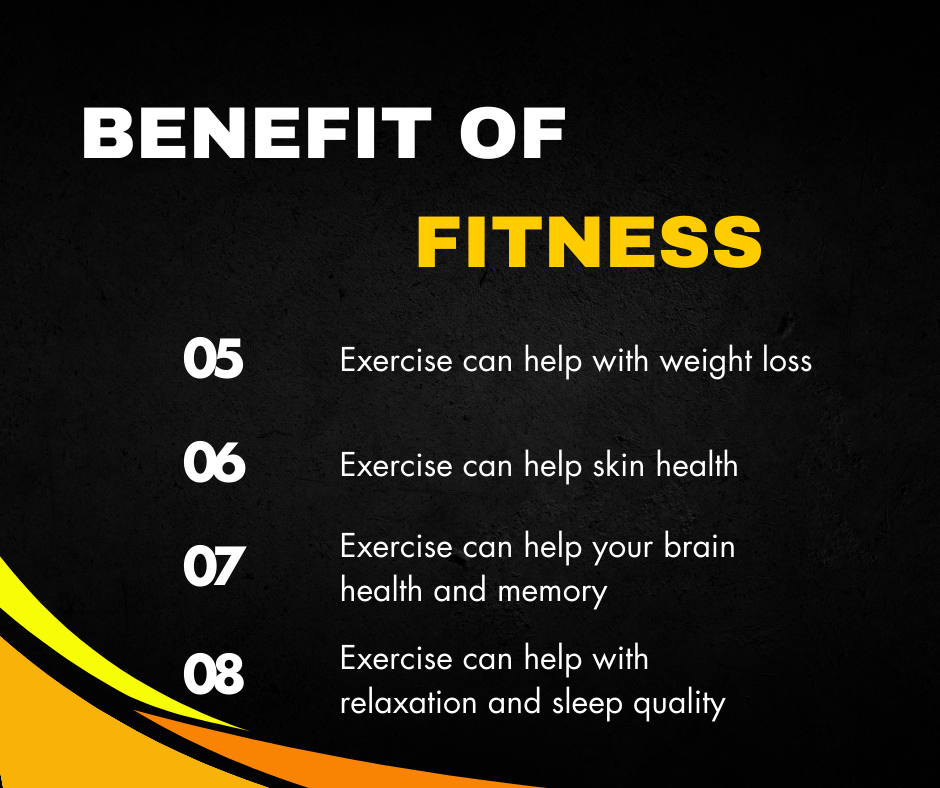 BENEFIT OF
FITNESS
05
Exercise can help with weight loss
06
Exercise can help skin health
07
Exercise can help your brain
health and memory
08
Exercise can help with
relaxation and sleep quality